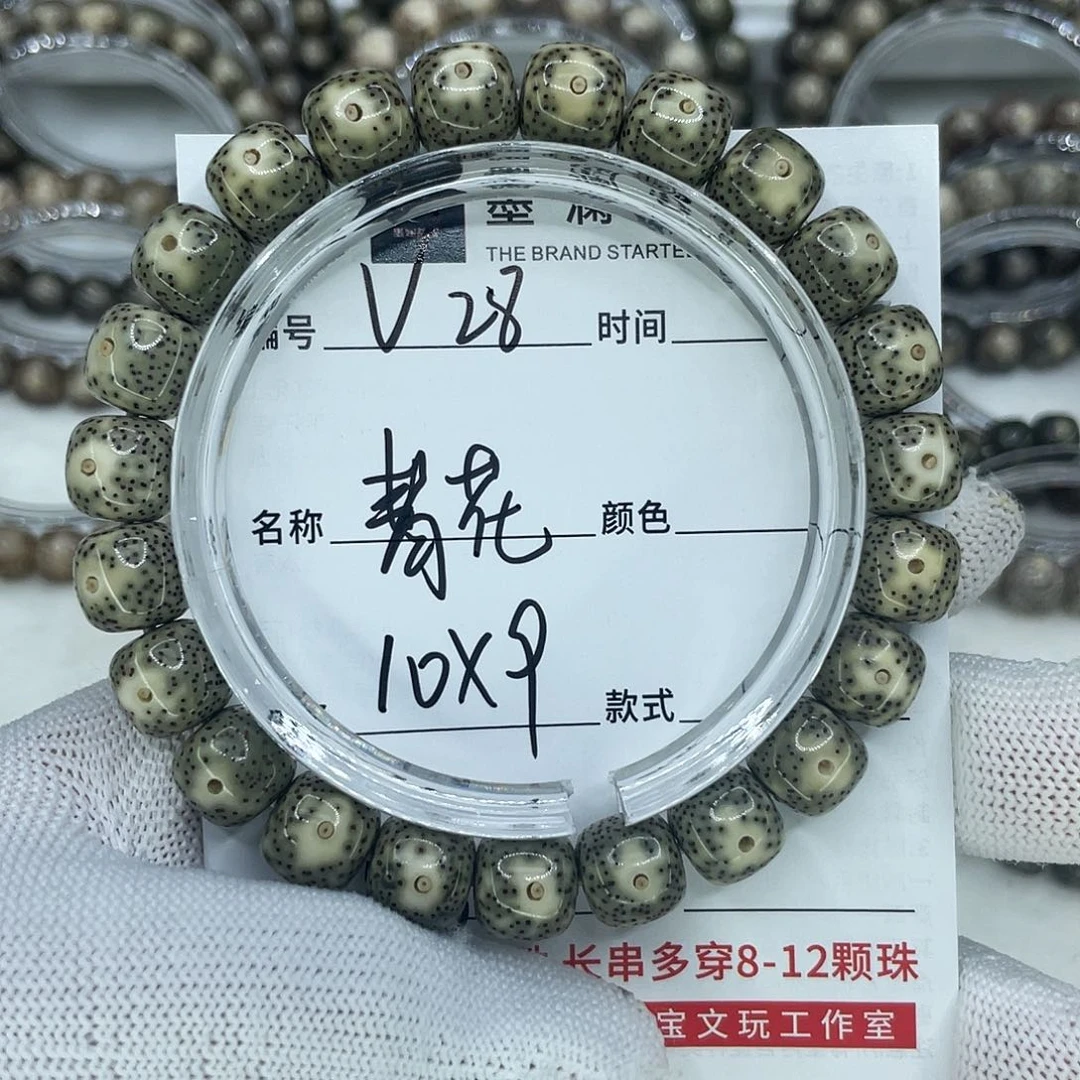 THE BRAND STARTE
号 V28 时间
名称 青花 颜色
10X9 款式
长串多穿8-12颗珠
宝文玩工作室